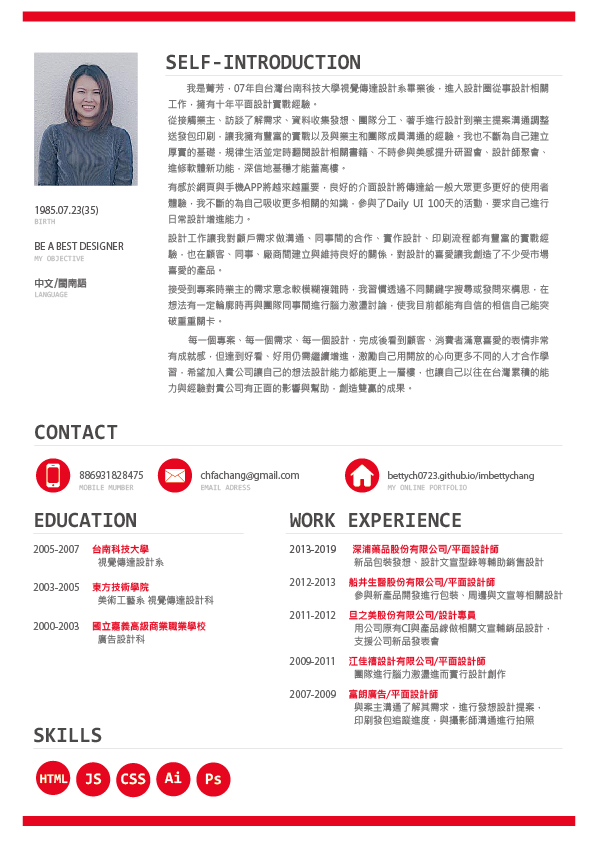 SELF-INTRODUCTION
我是菁芳，07年自台灣台南科技大學視覺傳達設計系畢業後，進入設計圈從事設計相關
工作，擁有十年平面設計實戰經驗。
從接觸業主、訪談了解需求、資料收集發想、團隊分工、著手進行設計到業主提案溝通調整
送發包印刷，讓我擁有豐富的實戰以及與業主和團隊成員溝通的經驗。我也不斷為自己建立
厚實的基礎，規律生活並定時翻閱設計相關書籍、不時參與美感提升研習會、設計師聚會、
進修軟體新功能，深信地基穩才能蓋高樓。
有感於網頁與手機APP將越來越重要，良好的介面設計將傳達給一般大眾更多更好的使用者
體驗，我不斷的為自己吸收更多相關的知識，參與了Daily UI 100天的活動，要求自己進行
日常設計增進能力。
設計工作讓我對顧戶需求做溝通、同事間的合作、實作設計、印刷流程都有豐富的實戰經
驗，也在顧客、同事、廠商間建立與維持良好的關係，對設計的喜愛讓我創造了不少受市場
喜愛的產品。
接受到專案時業主的需求意念較模糊複雜時，我習慣透過不同關鍵字搜尋或發問來構思，在
想法有一定輪廓時再與團隊同事間進行腦力激盪討論，使我目前都能有自信的相信自己能突
破重重關卡。
每一個專案、每一個需求、每一個設計，完成後看到顧客、消費者滿意喜愛的表情非常
有成就感，但達到好看、好用仍需繼續增進，激勵自己用開放的心向更多不同的人才合作學
習，希望加入貴公司讓自己的想法設計能力都能更上一層樓，也讓自己以往在台灣累積的能
力與經驗對貴公司有正面的影響與幫助，創造雙贏的成果。
1985.07.23(35)
BIRTH
BE A BEST DESIGNER
MY OBJECTIVE
中文/閩南語
LANGUAGE
CONTACT
886931828475
MOBILE MUMBER
chfachang@gmail.com
EMAIL ADRESS
bettych0723.github.io/imbettychang
MY ONLINE PORTFOLIO
EDUCATION
2005-2007 台南科技大學
視覺傳達設計系
2003-2005 東方技術學院
美術工藝系 視覺傳達設計科
2000-2003 國立嘉義高級商業職業學校
廣告設計科
WORK EXPERIENCE
2013-2019 深浦藥品股份有限公司/平面設計師
新品包裝發想、設計文宣型錄等輔助銷售設計
2012-2013 船井生醫股份有限公司/平面設計師
參與新產品開發進行包裝、周邊與文宣等相關設計
2011-2012 旦之美股份有限公司/設計專員
用公司原有CI與產品線做相關文宣輔銷品設計，
支援公司新品發表會
2009-2011 江佳禧設計有限公司/平面設計師
團隊進行腦力激盪進而實行設計創作
2007-2009 富朗廣告/平面設計師
與案主溝通了解其需求，進行發想設計提案，
印刷發包追蹤進度，與攝影師溝通進行拍照
SKILLS
HTML JS CSS Ai Ps